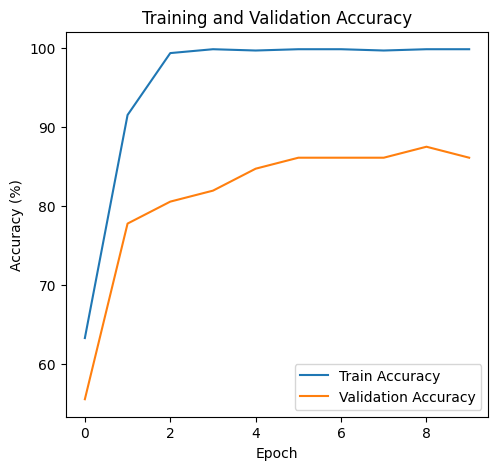 Training and Validation Accuracy
100
90
80
70
60
Accuracy (%)
Train Accuracy
Validation Accuracy
0
2
4
6
8
Epoch